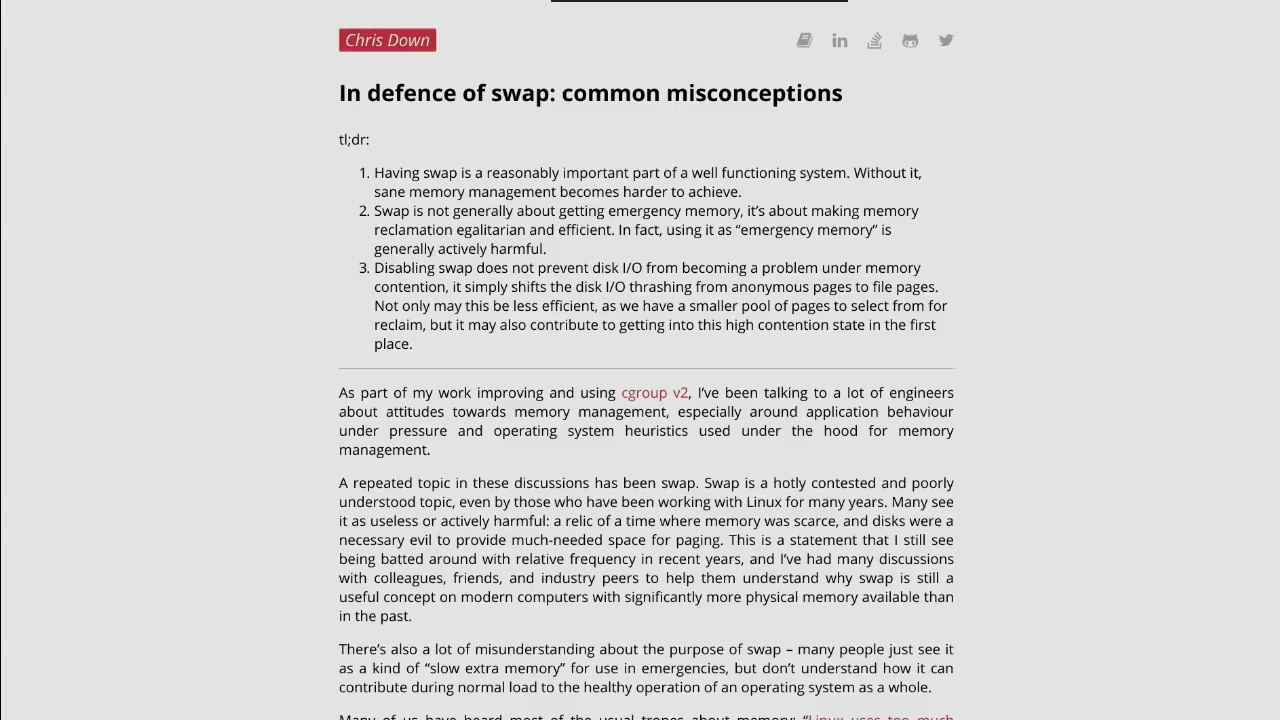 Chris Down
In defence of swap: common misconceptions
tl;dr:
1. Having swap is a reasonably important part of a well functioning system. Without it,
sane memory management becomes harder to achieve.
2. Swap is not generally about getting emergency memory, it's about making memory
reclamation egalitarian and efficient. In fact, using it as “emergency memory” is
generally actively harmful.
3. Disabling swap does not prevent disk I/O from becoming a problem under memory
contention, it simply shifts the disk I/O thrashing from anonymous pages to file pages.
Not only may this be less efficient, as we have a smaller pool of pages to select from for
reclaim, but it may also contribute to getting into this high contention state in the first
place.
As part of my work improving and using cgroup v2, I’ve been talking to a lot of engineers
about attitudes towards memory management, especially around application behaviour
under pressure and operating system heuristics used under the hood for memory
management.
A repeated topic in these discussions has been swap. Swap is a hotly contested and poorly
understood topic, even by those who have been working with Linux for many years. Many see
it as useless or actively harmful: a relic of a time where memory was scarce, and disks were a
necessary evil to provide much-needed space for paging. This is a statement that I still see
being batted around with relative frequency in recent years, and I’ve had many discussions
with colleagues, friends, and industry peers to help them understand why swap is still a
useful concept on modern computers with significantly more physical memory available than
in the past.
There’s also a lot of misunderstanding about the purpose of swap – many people just see it
as a kind of “slow extra memory” for use in emergencies, but don’t understand how it can
contribute during normal load to the healthy operation of an operating system as a whole.
Many of us have heard most of the usual tropes about memory: “Linux uses too much